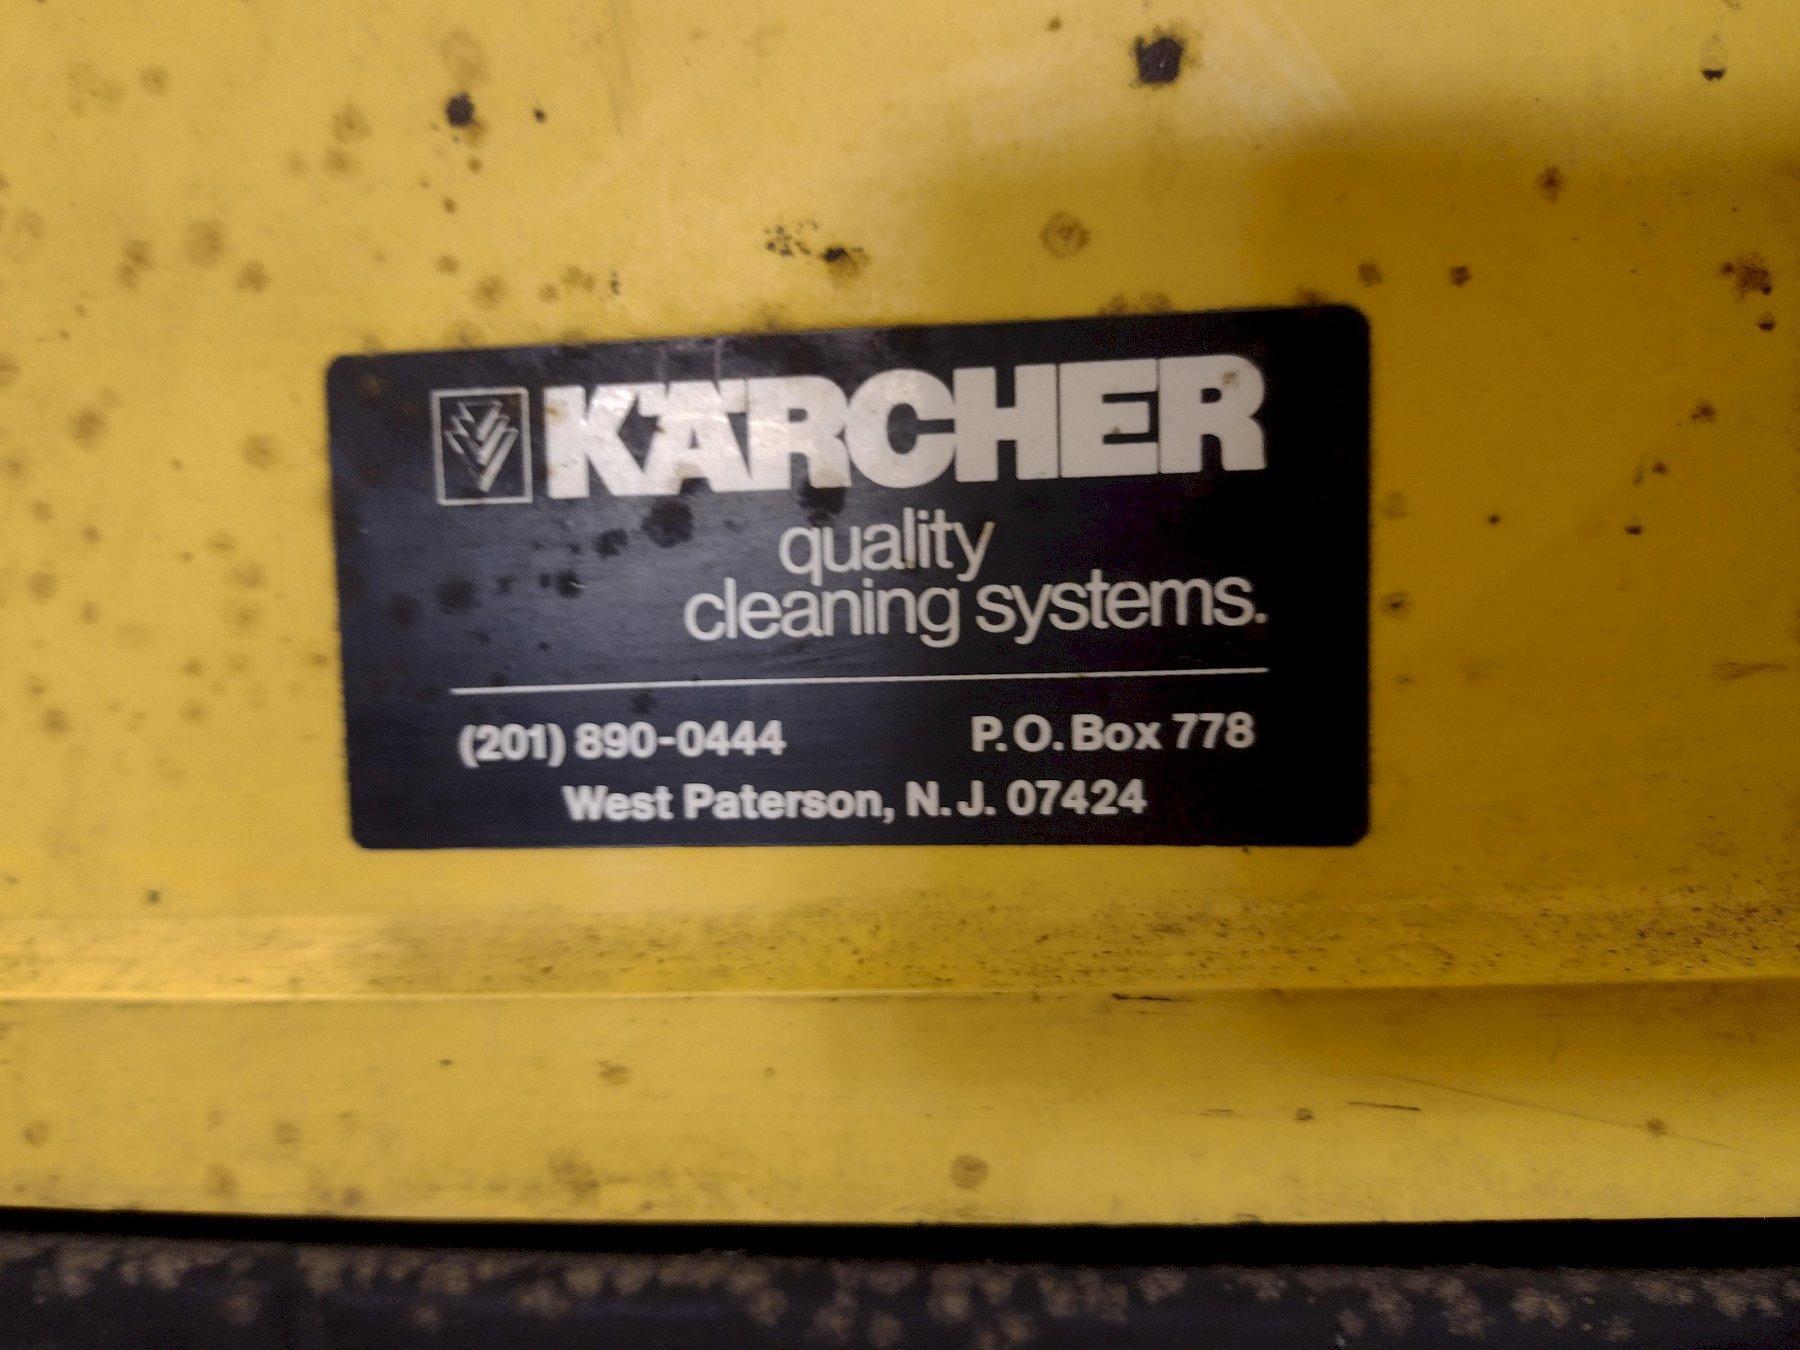 KÄRCHER
quality
cleaning systems.
(201) 890-0444 P.O. Box 778
West Paterson, N.J. 07424